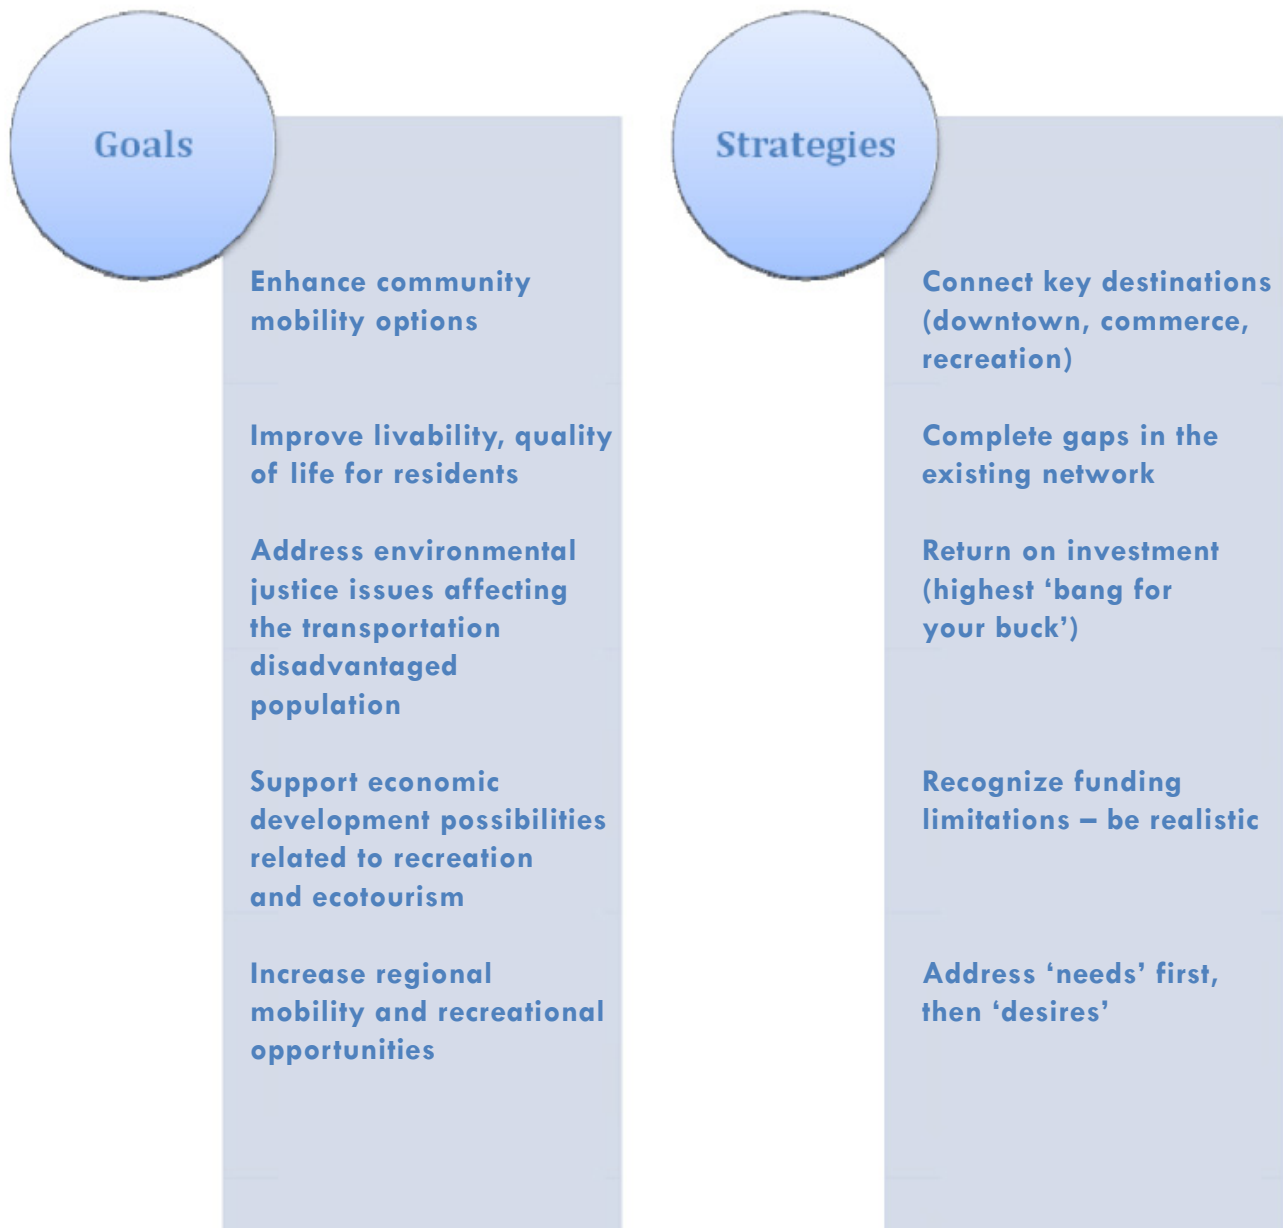 Goals
Enhance community
mobility options
Improve livability, quality
of life for residents
Address environmental
justice issues affecting
the transportation
disadvantaged
population
Support economic
development possibilities
related to recreation
and ecotourism
Increase regional
mobility and recreational
opportunities
Strategies
Connect key destinations
(downtown, commerce,
recreation)
Complete gaps in the
existing network
Return on investment
(highest ‘bang for
your buck’)
Recognize funding
limitations – be realistic
Address ‘needs’ first,
then ‘desires’